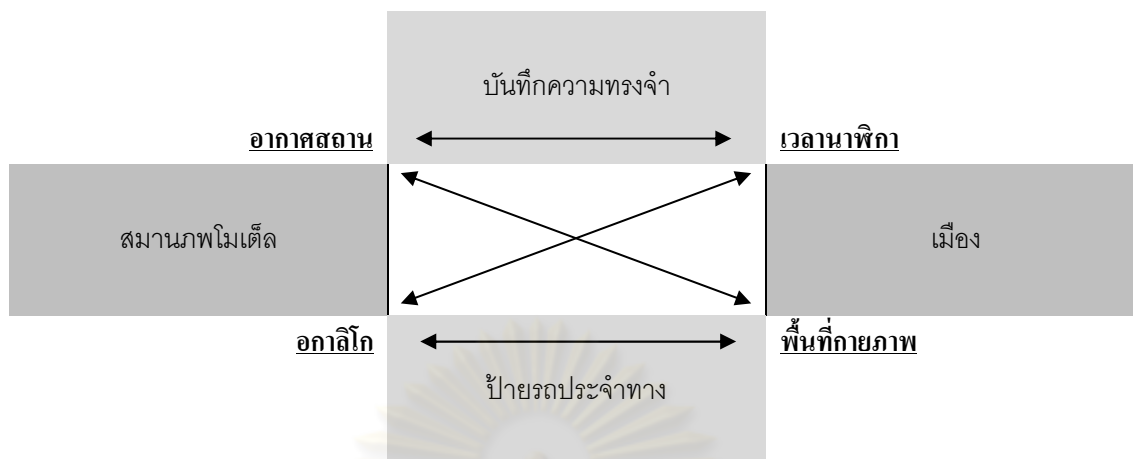 บันทึกความทรงจำ
อากาศสถาน
เวลานาฬิกา
สมานภพโมเต็ล
เมือง
อกาลิโก
พื้นที่กายภาพ
ป้ายรถประจำทาง